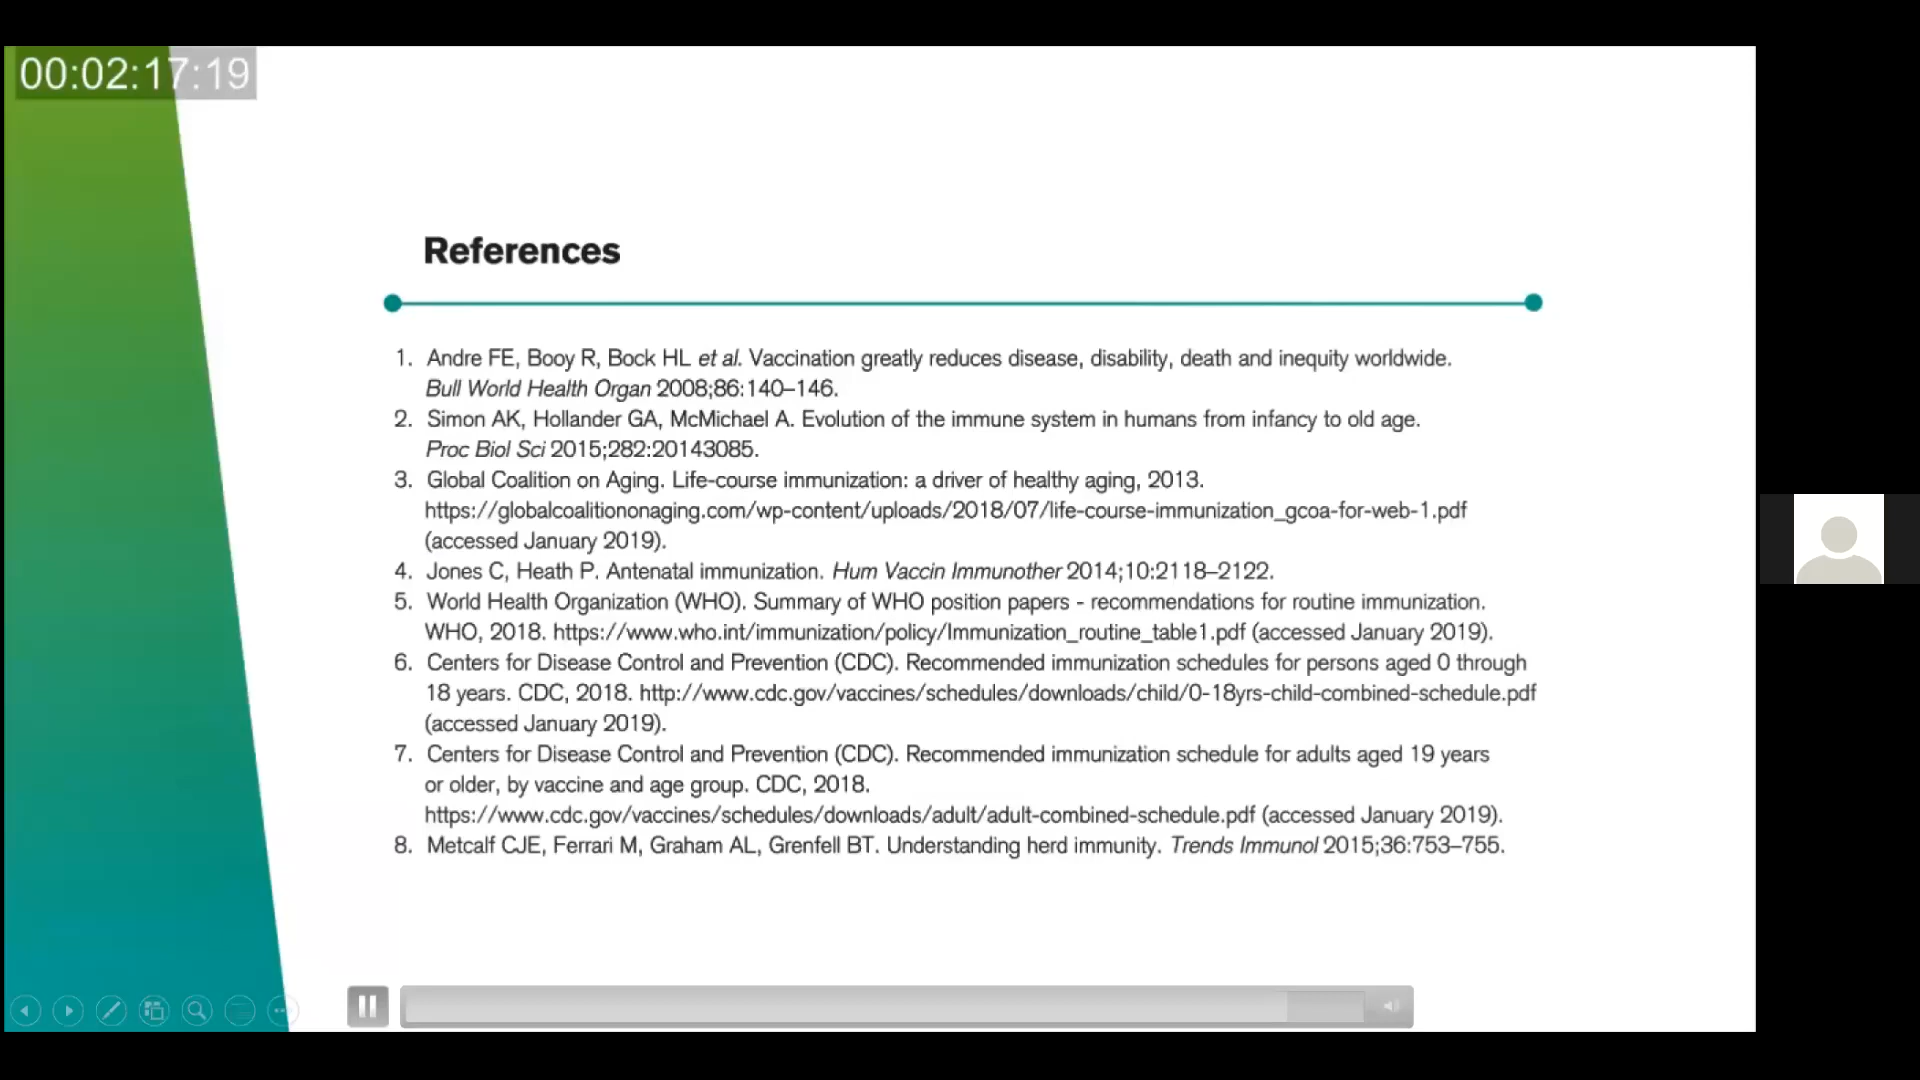 00:02:17:19
References
1. Andre FE, Booy R, Bock HL et al. Vaccination greatly reduces disease, disability, death and inequity worldwide.
Bull World Health Organ 2008;86:140–146.
2. Simon AK, Hollander GA, McMichael A. Evolution of the immune system in humans from infancy to old age.
Proc Biol Sci 2015;282:20143085.
3. Global Coalition on Aging. Life-course immunization: a driver of healthy aging, 2013.
https://globalcoalitiononaging.com/wp-content/uploads/2018/07/life-course-immunization_gcoa-for-web-1.pdf
(accessed January 2019).
4. Jones C, Heath P. Antenatal immunization. Hum Vaccin Immunother 2014;10:2118–2122.
5. World Health Organization (WHO). Summary of WHO position papers - recommendations for routine immunization.
WHO, 2018. https://www.who.int/immunization/policy/Immunization_routine_table1.pdf (accessed January 2019).
6. Centers for Disease Control and Prevention (CDC). Recommended immunization schedules for persons aged 0 through
18 years. CDC, 2018. http://www.cdc.gov/vaccines/schedules/downloads/child/0-18yrs-child-combined-schedule.pdf
(accessed January 2019).
7. Centers for Disease Control and Prevention (CDC). Recommended immunization schedule for adults aged 19 years
or older, by vaccine and age group. CDC, 2018.
https://www.cdc.gov/vaccines/schedules/downloads/adult/adult-combined-schedule.pdf (accessed January 2019).
8. Metcalf CJE, Ferrari M, Graham AL, Grenfell BT. Understanding herd immunity. Trends Immunol 2015;36:753–755.